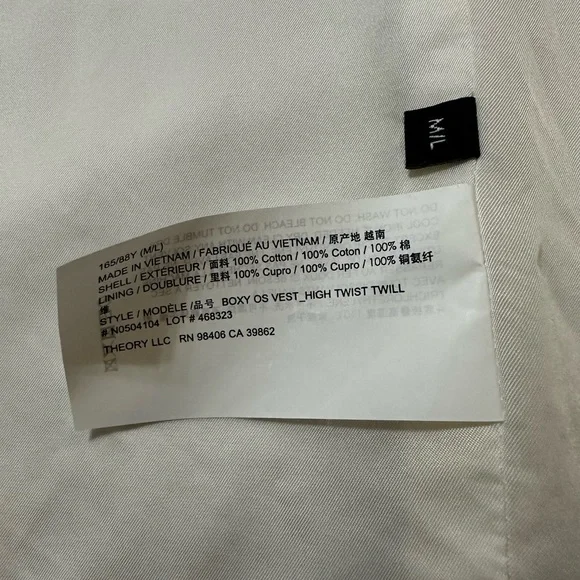 M/L
165/88Y (M/L)
MADE IN VIETNAM / FABRIQUÉ AU VIETNAM / 原产地 越南
SHELL / EXTÉRIEUR / 面料 100% Cotton / 100% Coton / 100% 棉
LINING / DOUBLURE / 里料 100% Cupro / 100% Cupro / 100% 铜氨纤
维
STYLE / MODÈLE /品号 BOXY OS VEST_HIGH TWIST TWILL
# N0504104 LOT # 468323
THEORY LLC RN 98406 CA 39862